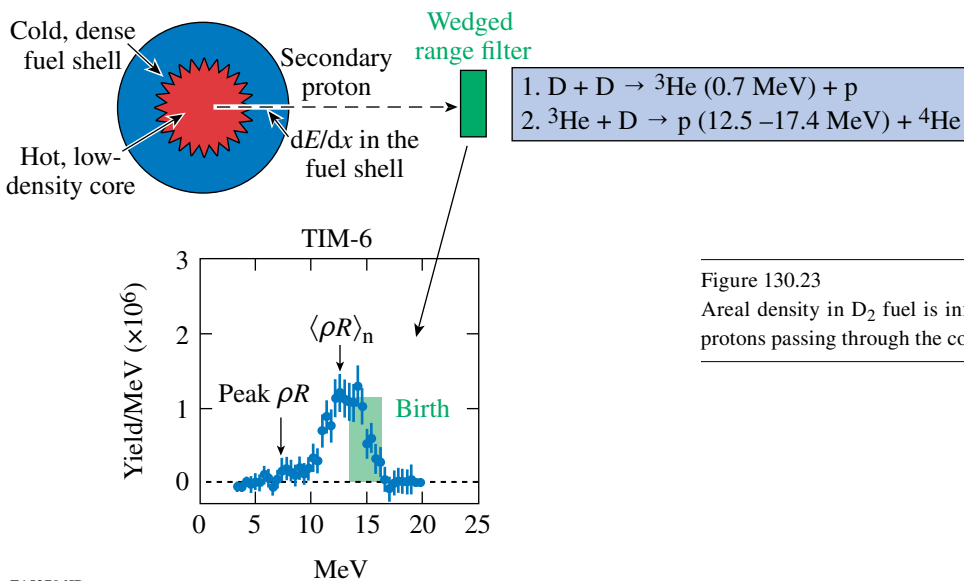 Cold, dense
fuel shell
Hot, low-
density core
Secondary
proton
dE/dx in the
fuel shell
Wedged
range filter
1. D + D → ³He (0.7 MeV) + p
2. ³He + D → p (12.5 –17.4 MeV) + ⁴He
TIM-6
Yield/MeV (×10⁶)
3
2
1
0
⟨ρR⟩ₙ
Peak ρR
Birth
0 5 10 15 20 25
MeV
Figure 130.23
Areal density in D₂ fuel is in
protons passing through the co